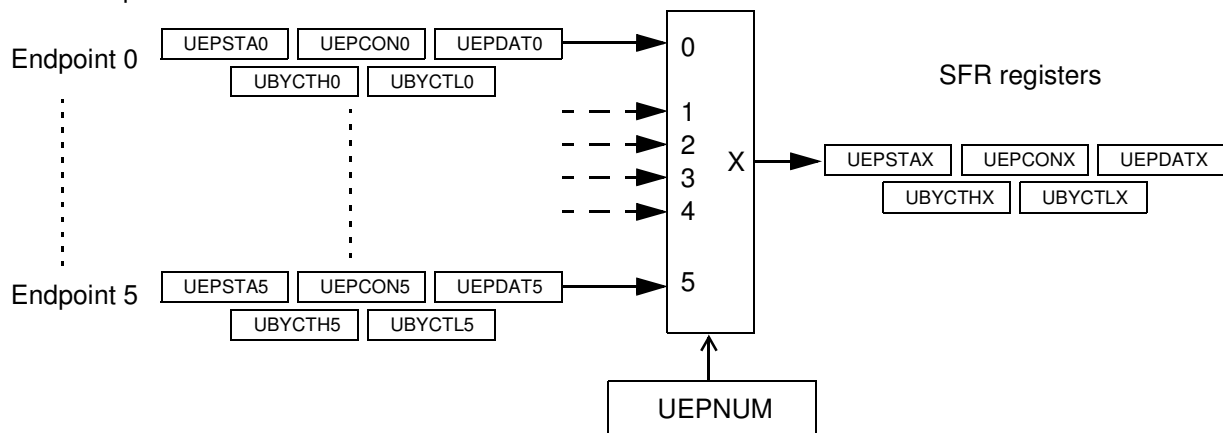 Endpoint 0
UEPSTA0 UEPCON0 UEPDAT0
UBYCTH0 UBYCTL0
0
1
2
3
4
5
X
SFR registers
UEPSTAX UEPCONX UEPDATX
UBYCTHX UBYCTLX
Endpoint 5
UEPSTA5 UEPCON5 UEPDAT5
UBYCTH5 UBYCTL5
UEPNUM